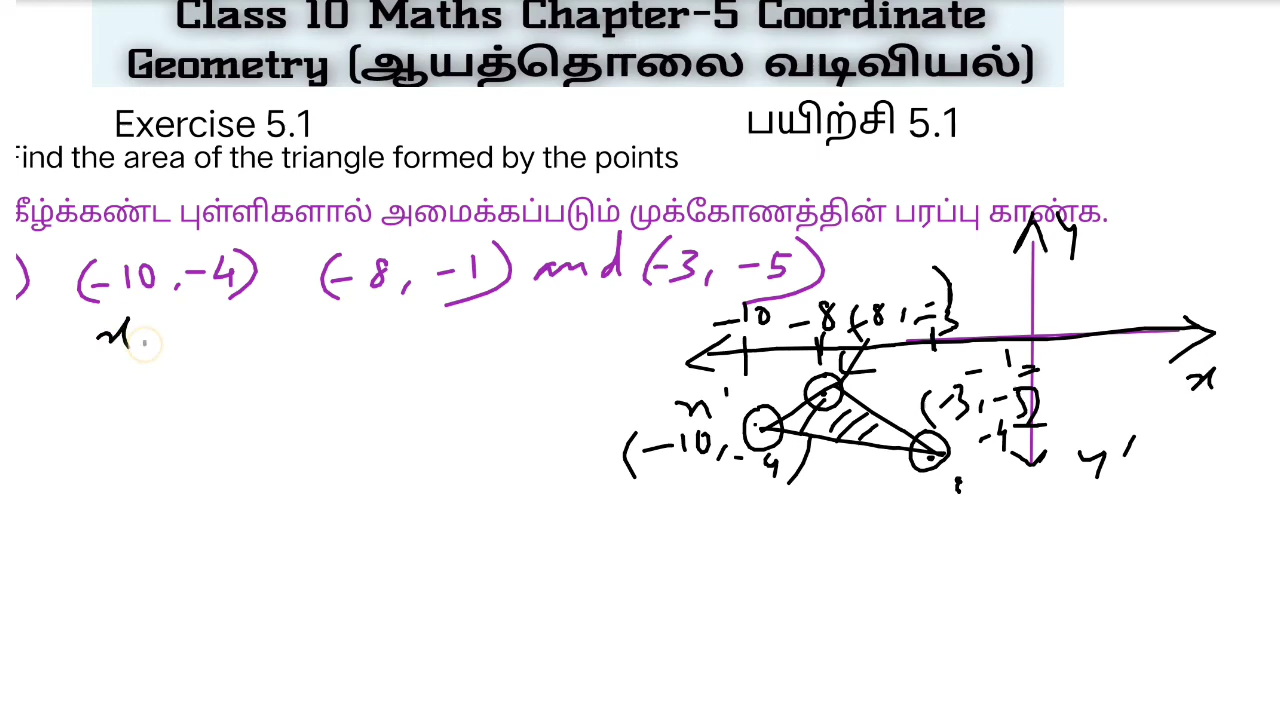 Class 10 Maths Chapter-5 Coordinate
Geometry (ஆயத்தொலை வடிவியல்)
Exercise 5.1
பயிற்சி 5.1
Find the area of the triangle formed by the points
கீழ்க்கண்ட புள்ளிகளால் அமைக்கப்படும் முக்கோணத்தின் பரப்பு காண்க.
) (-10, -4) (-8, -1) and (-3, -5)
y
-10 -8 (-8, -3
x
-1
x
x'
(-3, -5)
(-10, -4)
-4
y'